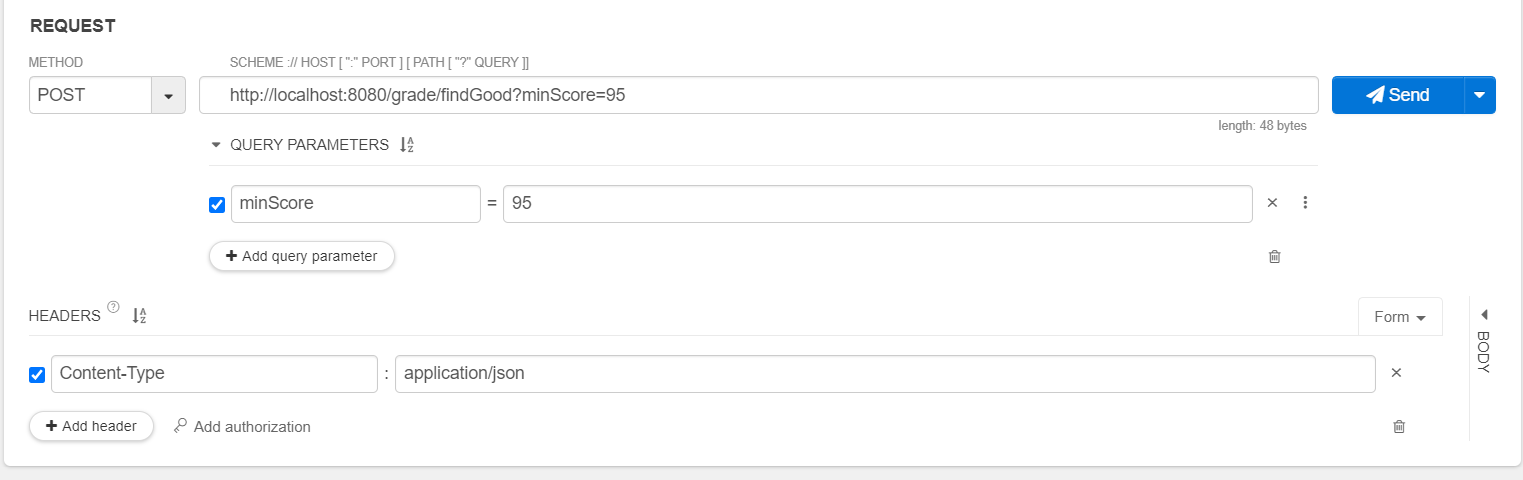 REQUEST
METHOD SCHEME :// HOST [ ":" PORT ] [ PATH [ "?" QUERY ]]
POST http://localhost:8080/grade/findGood?minScore=95 Send
length: 48 bytes
QUERY PARAMETERS
minScore = 95
Add query parameter
HEADERS ? Form
BODY
Content-Type : application/json
Add header Add authorization